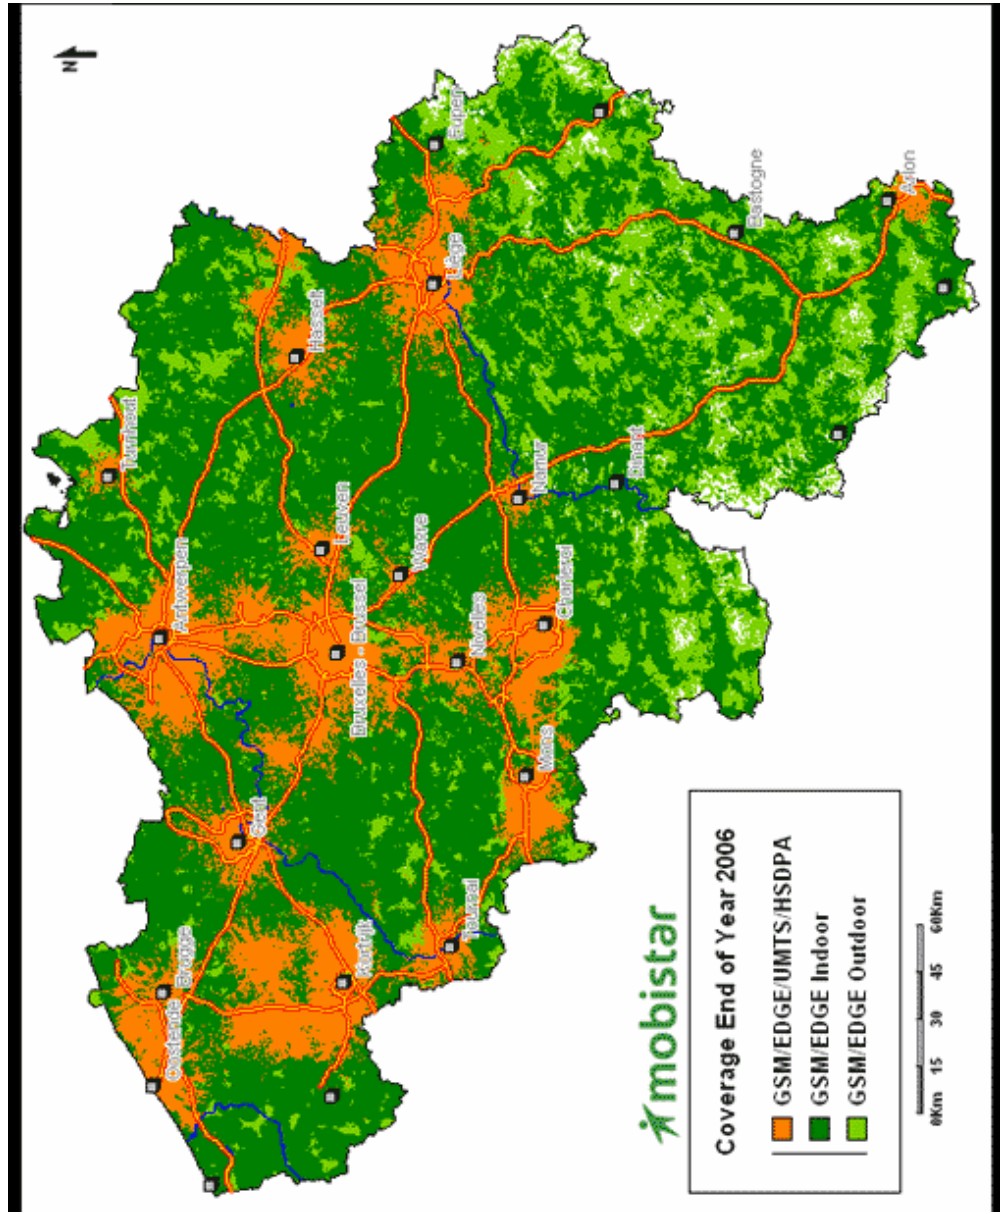 N
Oostende
Brugge
Gent
Antwerpen
Turnhout
Kortrijk
Tournai
Bruxelles - Brussel
Leuven
Hasselt
Wavre
Nivelles
Mons
Charleroi
Namur
Dinant
Liège
Eupen
Bastogne
Arlon
mobistar
Coverage End of Year 2006
GSM/EDGE/UMTS/HSDPA
GSM/EDGE Indoor
GSM/EDGE Outdoor
0Km 15 30 45 60Km